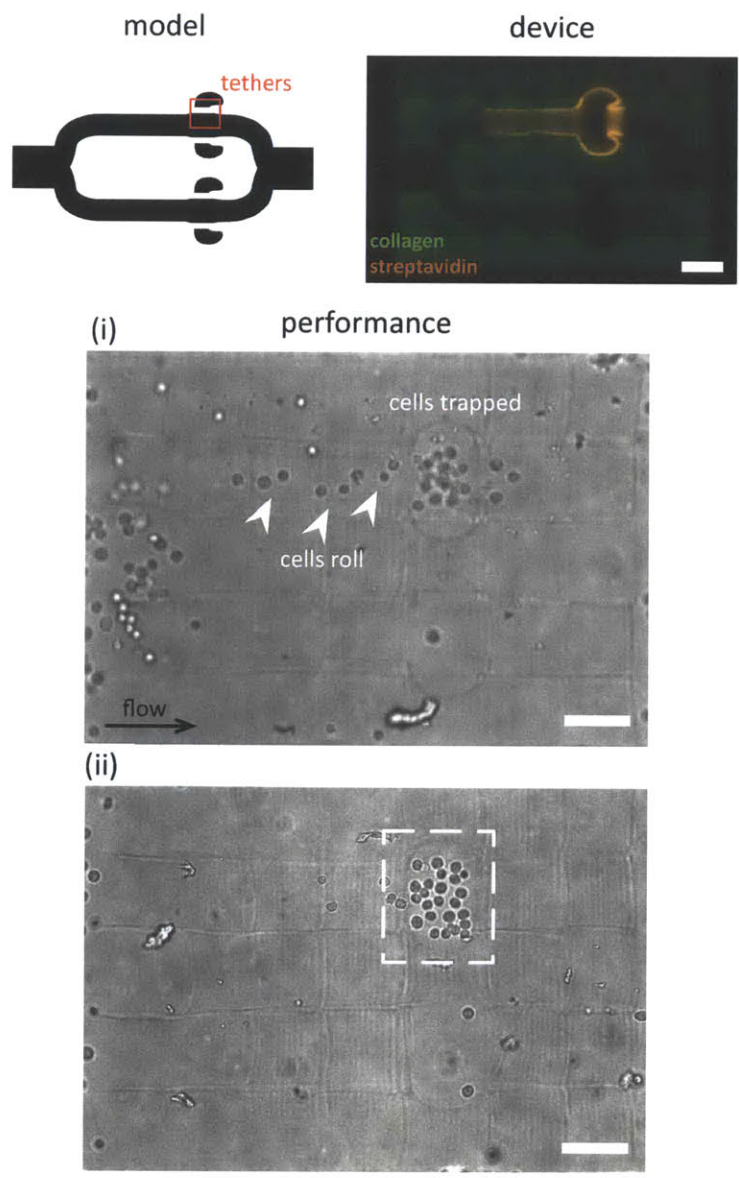 model
device
tethers
collagen
streptavidin
performance
(i)
cells trapped
cells roll
flow
(ii)